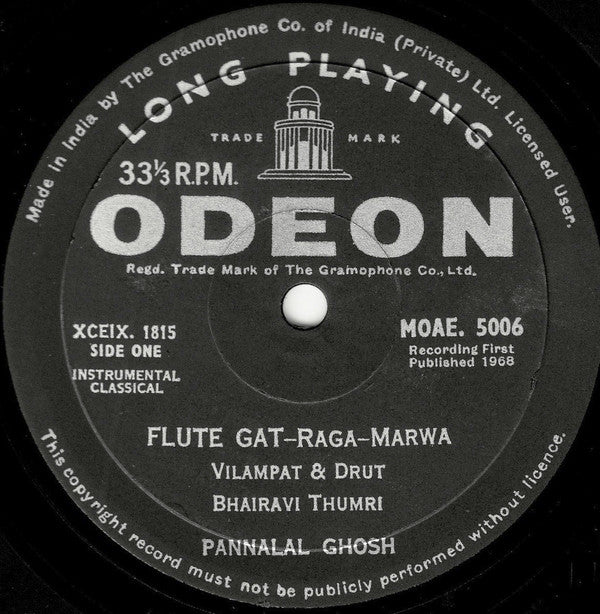 Made in India by The Gramophone Co. of India (Private) Ltd. Licensed User.
LONG PLAYING
TRADE MARK
33⅓ R.P.M.
ODEON
Regd. Trade Mark of The Gramophone Co., Ltd.
XCEIX. 1815
SIDE ONE
INSTRUMENTAL
CLASSICAL
MOAE. 5006
Recording First
Published 1968
FLUTE GAT–RAGA–MARWA
VILAMPAT & DRUT
BHAIRAVI THUMRI
PANNALAL GHOSH
This copyright record must not be publicly performed without licence.